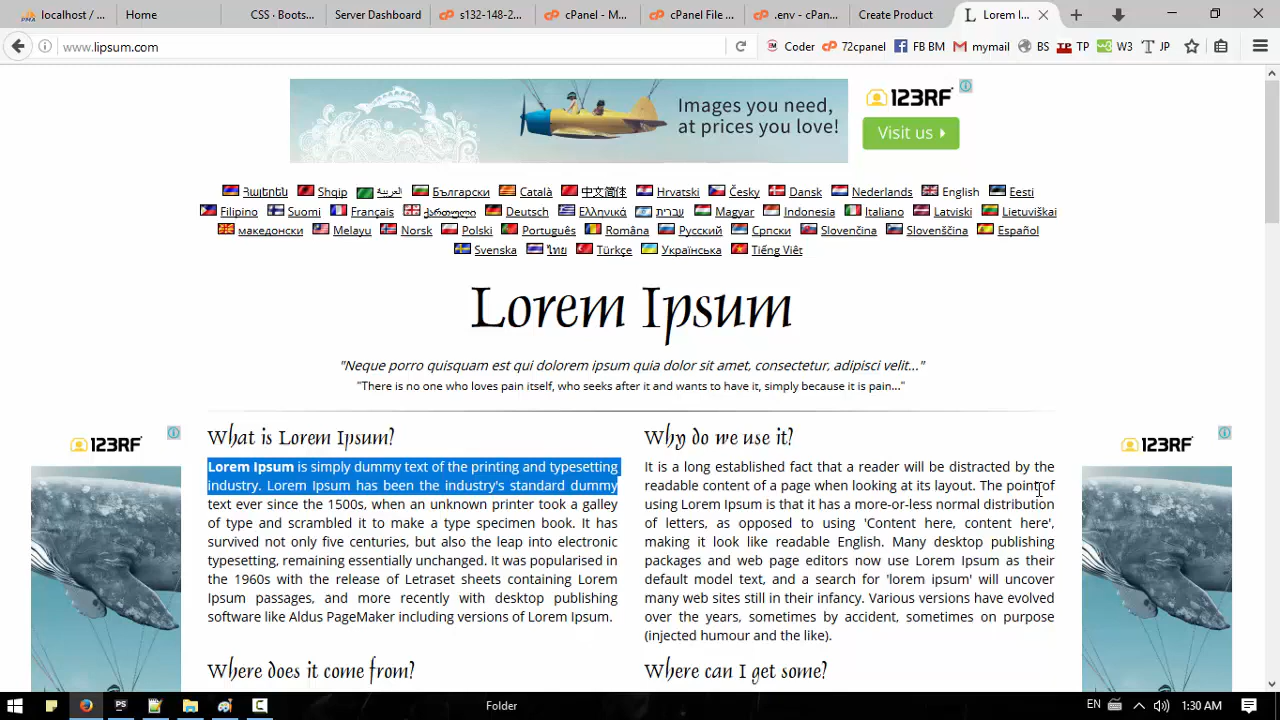 localhost /
Home
CSS · Boots...
Server Dashboard
s132-148-2...
cPanel - M...
cPanel File ...
.env - cPan...
Create Product
Lorem I...
www.lipsum.com
Coder
72cpanel
FB BM
mymail
BS
TP
W3
JP
Images you need,
at prices you love!
123RF
Visit us
Հայերեն Shqip العربية Български Català 中文简体 Hrvatski Česky Dansk Nederlands English Eesti
Filipino Suomi Français ქართული Deutsch Ελληνικά עברית Magyar Indonesia Italiano Latviski Lietuviškai
македонски Melayu Norsk Polski Português Româna Русский Српски Slovenčina Slovenščina Español
Svenska ไทย Türkçe Українська Tiếng Việt
Lorem Ipsum
"Neque porro quisquam est qui dolorem ipsum quia dolor sit amet, consectetur, adipisci velit..."
"There is no one who loves pain itself, who seeks after it and wants to have it, simply because it is pain..."
123RF
What is Lorem Ipsum?
Lorem Ipsum is simply dummy text of the printing and typesetting
industry. Lorem Ipsum has been the industry's standard dummy
text ever since the 1500s, when an unknown printer took a galley
of type and scrambled it to make a type specimen book. It has
survived not only five centuries, but also the leap into electronic
typesetting, remaining essentially unchanged. It was popularised in
the 1960s with the release of Letraset sheets containing Lorem
Ipsum passages, and more recently with desktop publishing
software like Aldus PageMaker including versions of Lorem Ipsum.
Where does it come from?
Why do we use it?
It is a long established fact that a reader will be distracted by the
readable content of a page when looking at its layout. The point of
using Lorem Ipsum is that it has a more-or-less normal distribution
of letters, as opposed to using 'Content here, content here',
making it look like readable English. Many desktop publishing
packages and web page editors now use Lorem Ipsum as their
default model text, and a search for 'lorem ipsum' will uncover
many web sites still in their infancy. Various versions have evolved
over the years, sometimes by accident, sometimes on purpose
(injected humour and the like).
Where can I get some?
123RF
Folder
EN
1:30 AM